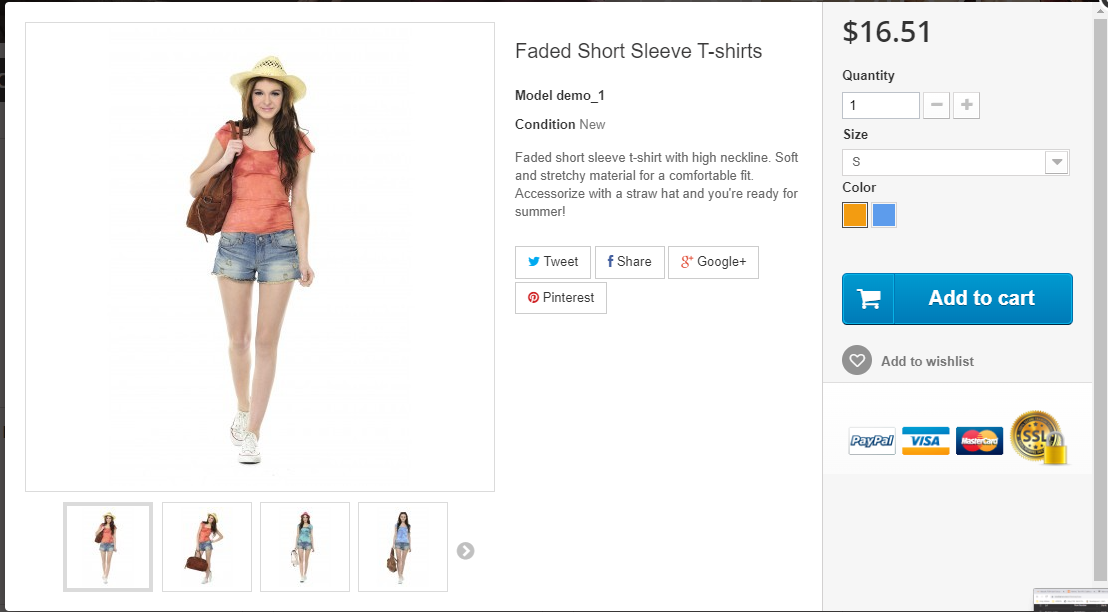 Faded Short Sleeve T-shirts
Model demo_1
Condition New
Faded short sleeve t-shirt with high neckline. Soft
and stretchy material for a comfortable fit.
Accessorize with a straw hat and you're ready for
summer!
Tweet
Share
Google+
Pinterest
$16.51
Quantity
1
Size
S
Color
Add to cart
Add to wishlist
PayPal
VISA
MasterCard
SSL